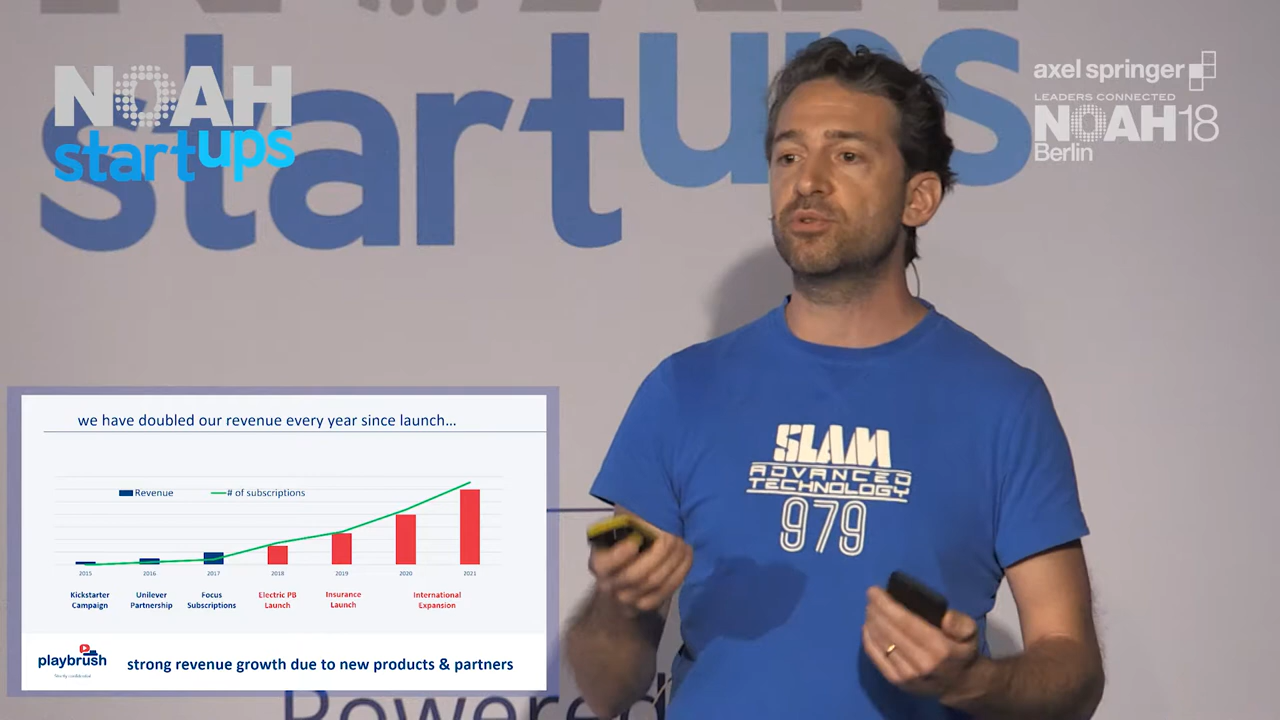 NOAH
startups
NOAH
startups
axel springer
LEADERS CONNECTED
NOAH18
Berlin
SLAM
ADVANCED
TECHNOLOGY
979
we have doubled our revenue every year since launch...
Revenue
# of subscriptions
2015 2016 2017 2018 2019 2020 2021
Kickstarter Campaign
Unilever Partnership
Focus Subscriptions
Electric PB Launch
Insurance Launch
International Expansion
playbrush
strong revenue growth due to new products & partners
Powered